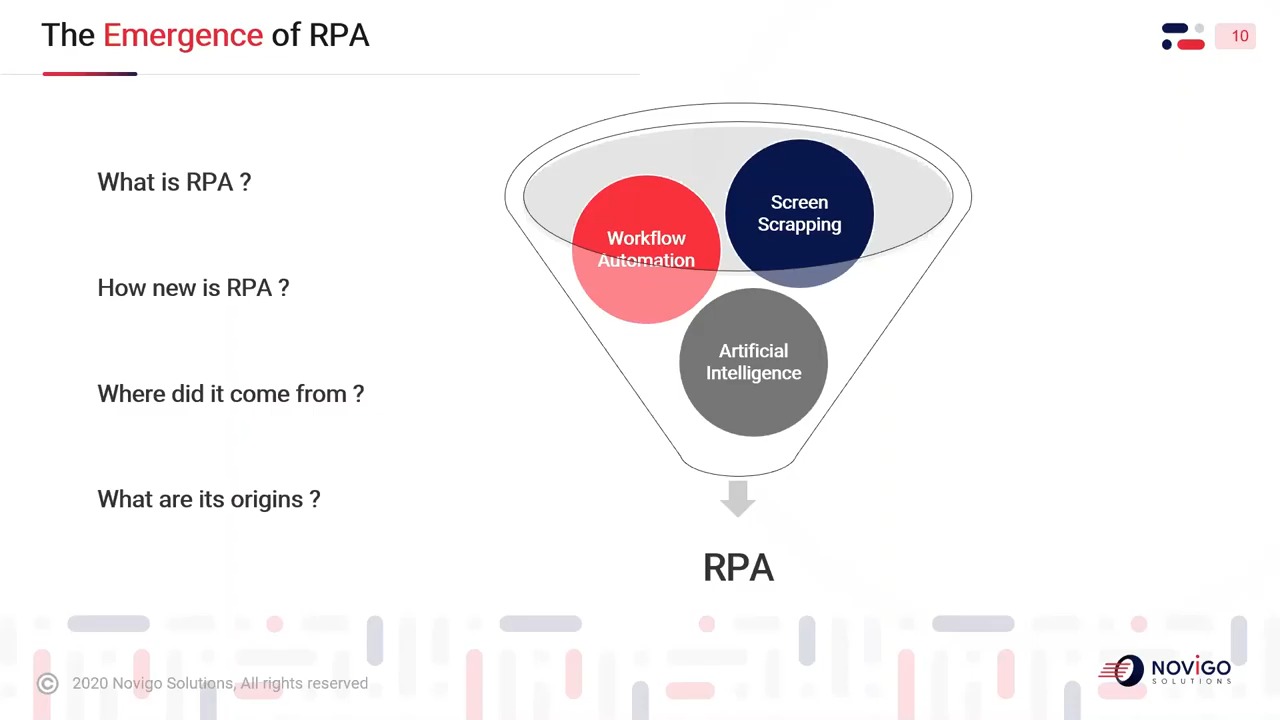 The Emergence of RPA
10
What is RPA ?
How new is RPA ?
Where did it come from ?
What are its origins ?
Screen
Scrapping
Workflow
Automation
Artificial
Intelligence
RPA
© 2020 Novigo Solutions, All rights reserved
NOViGO
SOLUTIONS